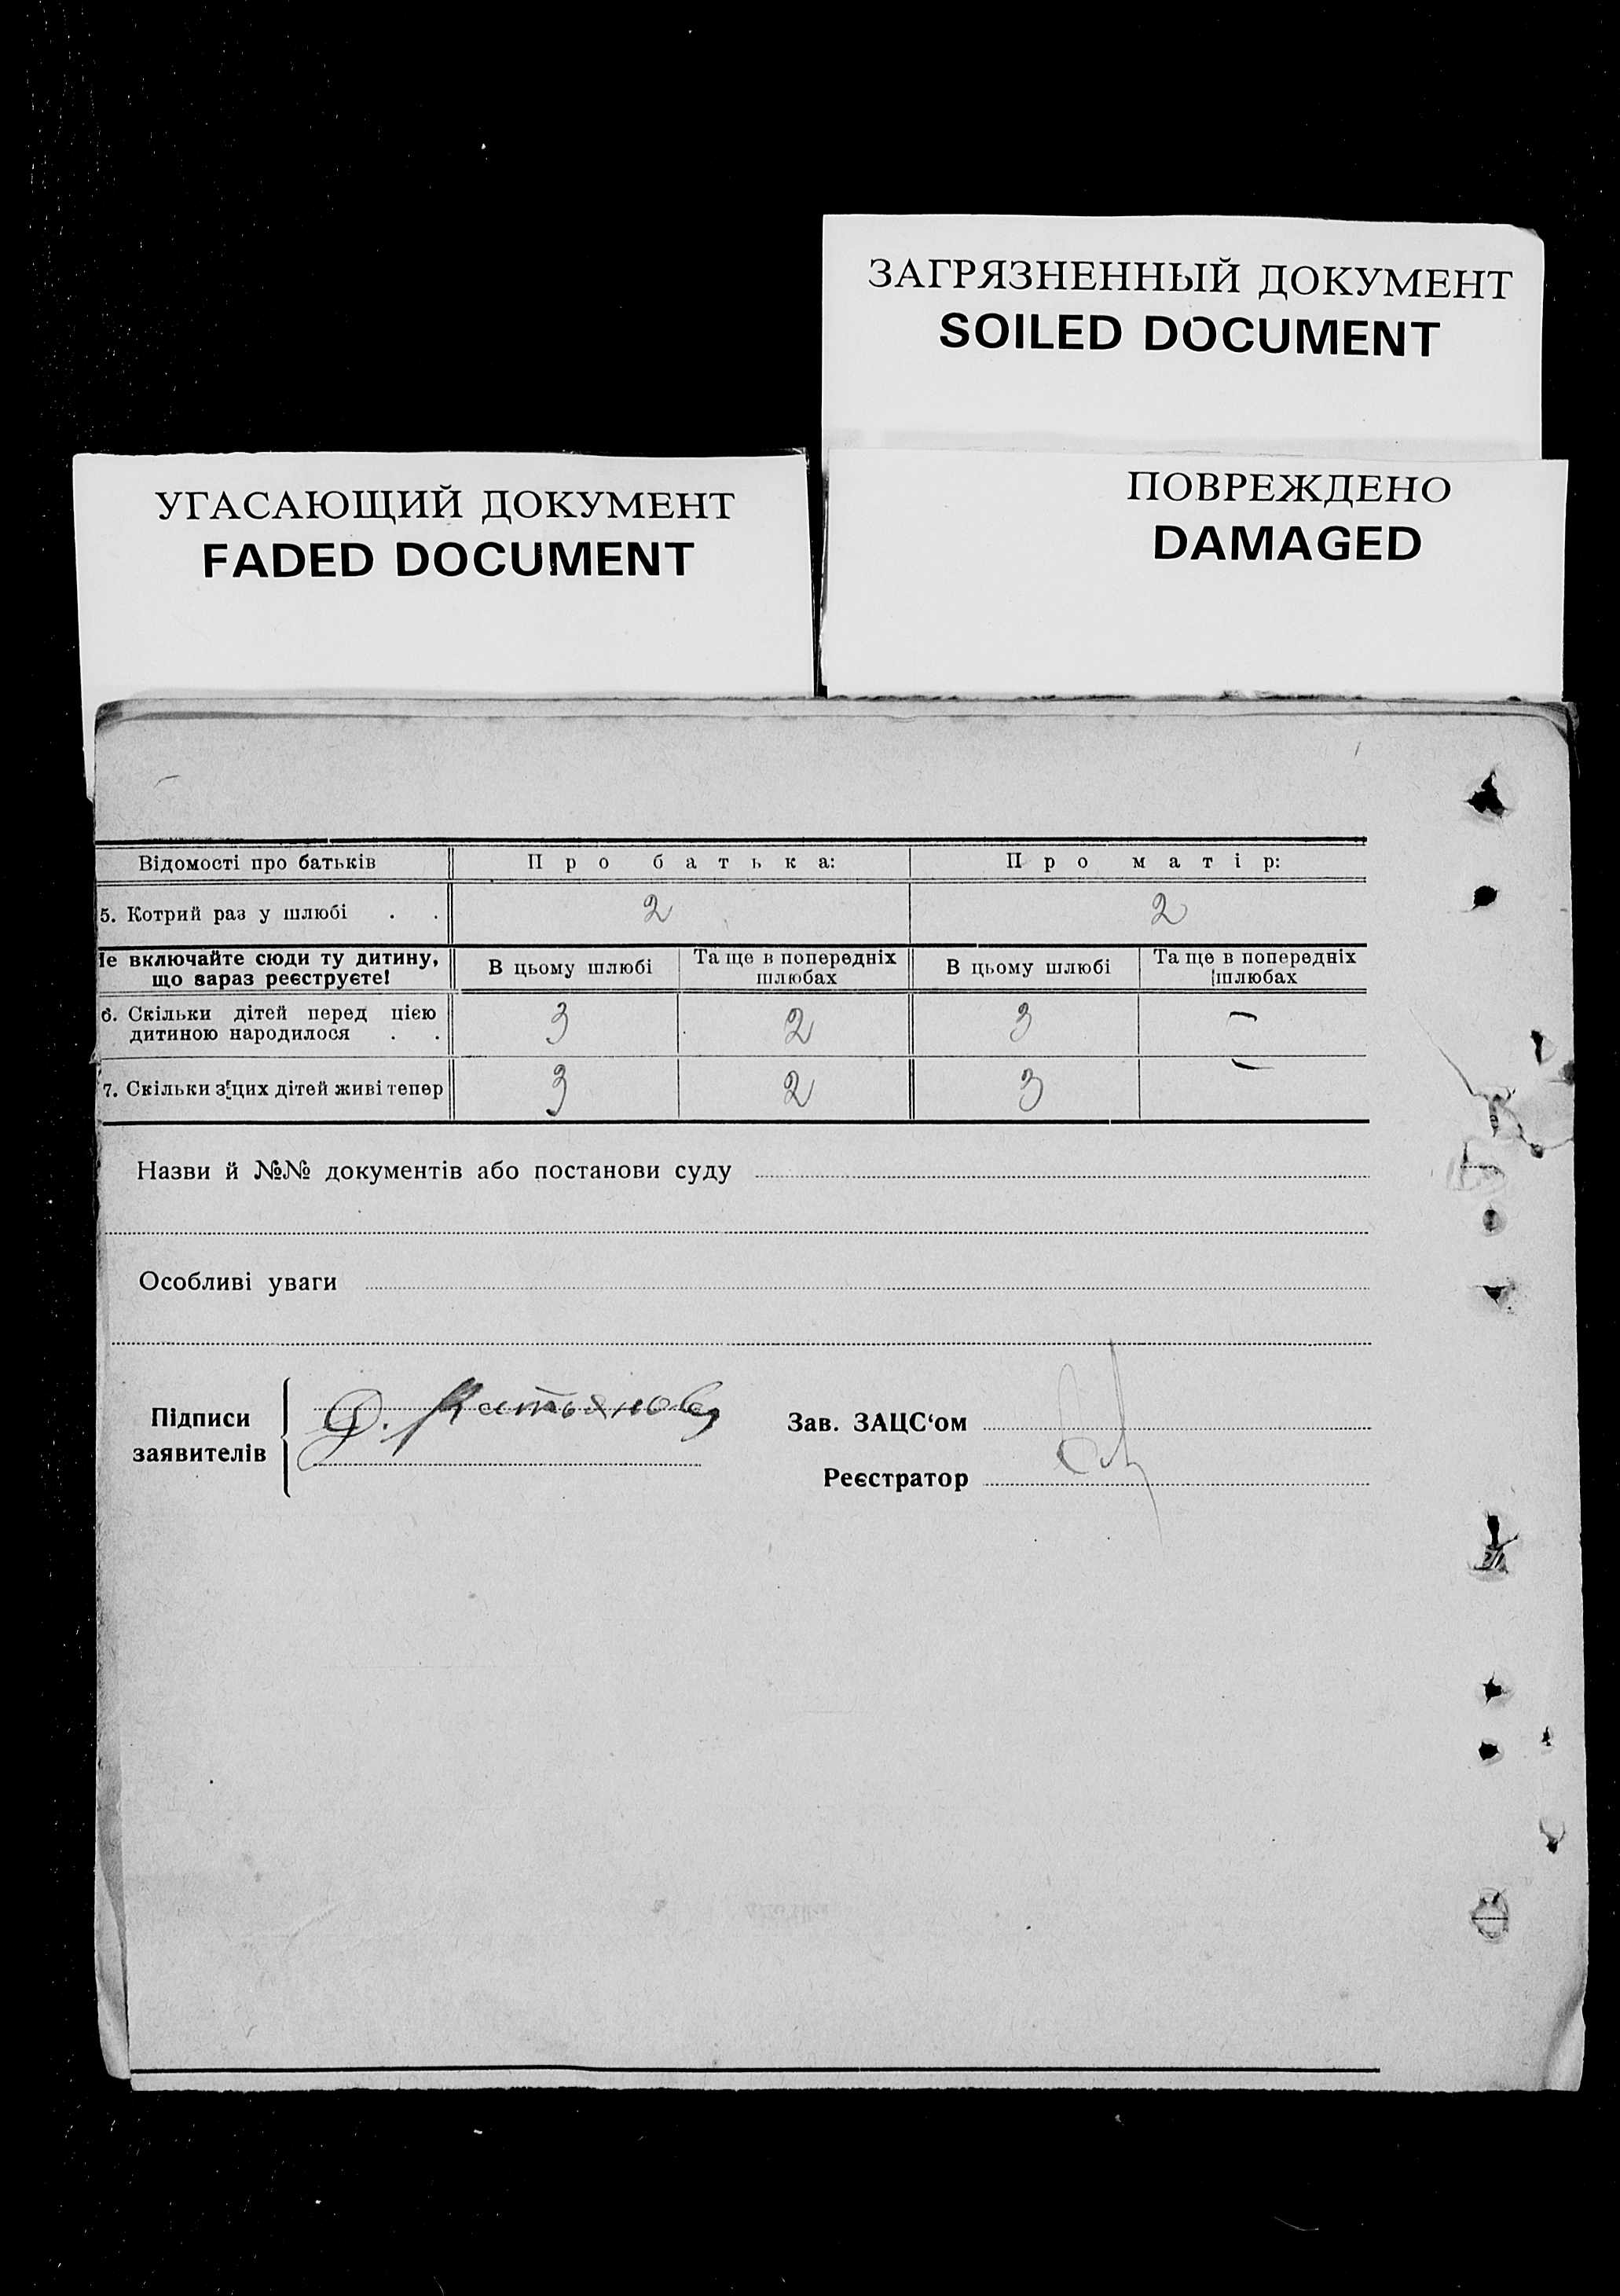 ЗАГРЯЗНЕННЫЙ ДОКУМЕНТ
SOILED DOCUMENT
УГАСАЮЩИЙ ДОКУМЕНТ
FADED DOCUMENT
ПОВРЕЖДЕНО
DAMAGED
Відомості про батьків Про батька: Про матір:
5. Котрий раз у шлюбі . . 2 2
Не включайте сюди ту дитину, що зараз реєструєте! В цьому шлюбі Та ще в попередніх шлюбах В цьому шлюбі Та ще в попередніх шлюбах
6. Скільки дітей перед цією дитиною народилося . . 3 2 3 –
7. Скільки з цих дітей живі тепер 3 2 3 –
Назви й №№ документів або постанови суду
Особливі уваги
Підписи заявителів
Зав. ЗАЦС‘ом
Реєстратор